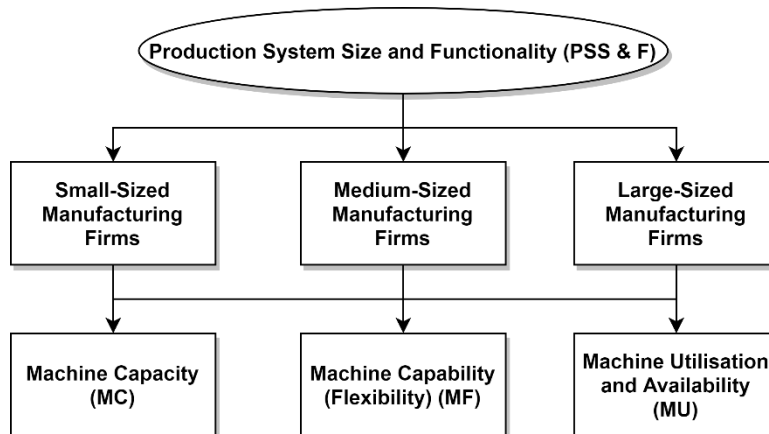 Production System Size and Functionality (PSS & F)
Small-Sized
Manufacturing
Firms
Medium-Sized
Manufacturing
Firms
Large-Sized
Manufacturing
Firms
Machine Capacity
(MC)
Machine Capability
(Flexibility) (MF)
Machine Utilisation
and Availability
(MU)